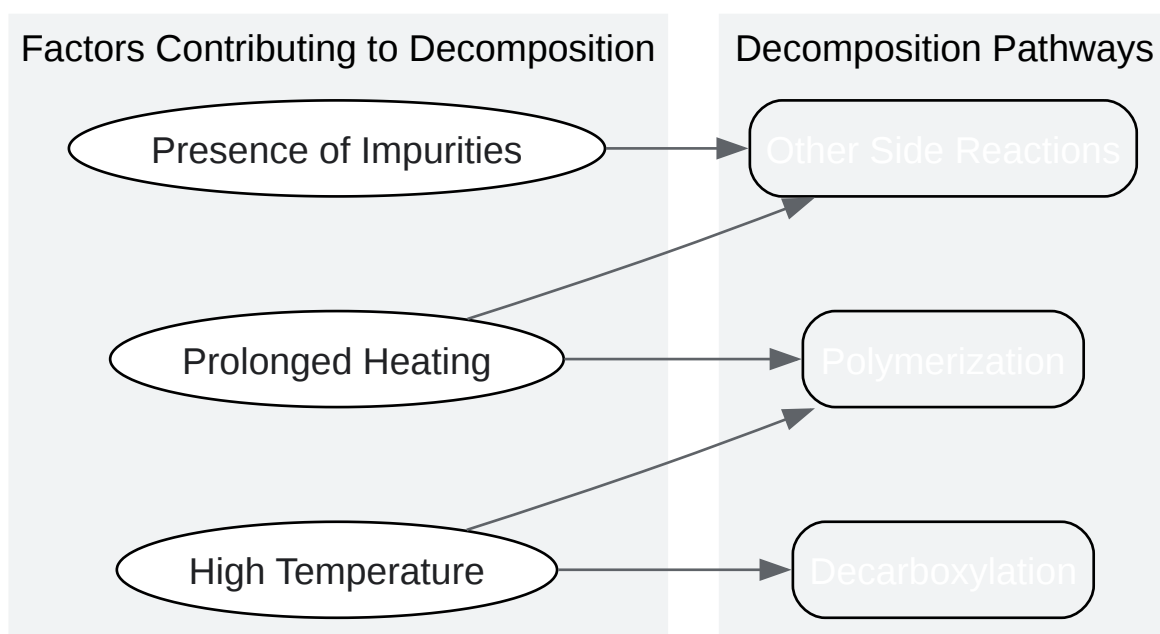 Factors Contributing to Decomposition
Presence of Impurities
Prolonged Heating
High Temperature
Decomposition Pathways
Other Side Reactions
Polymerization
Decarboxylation